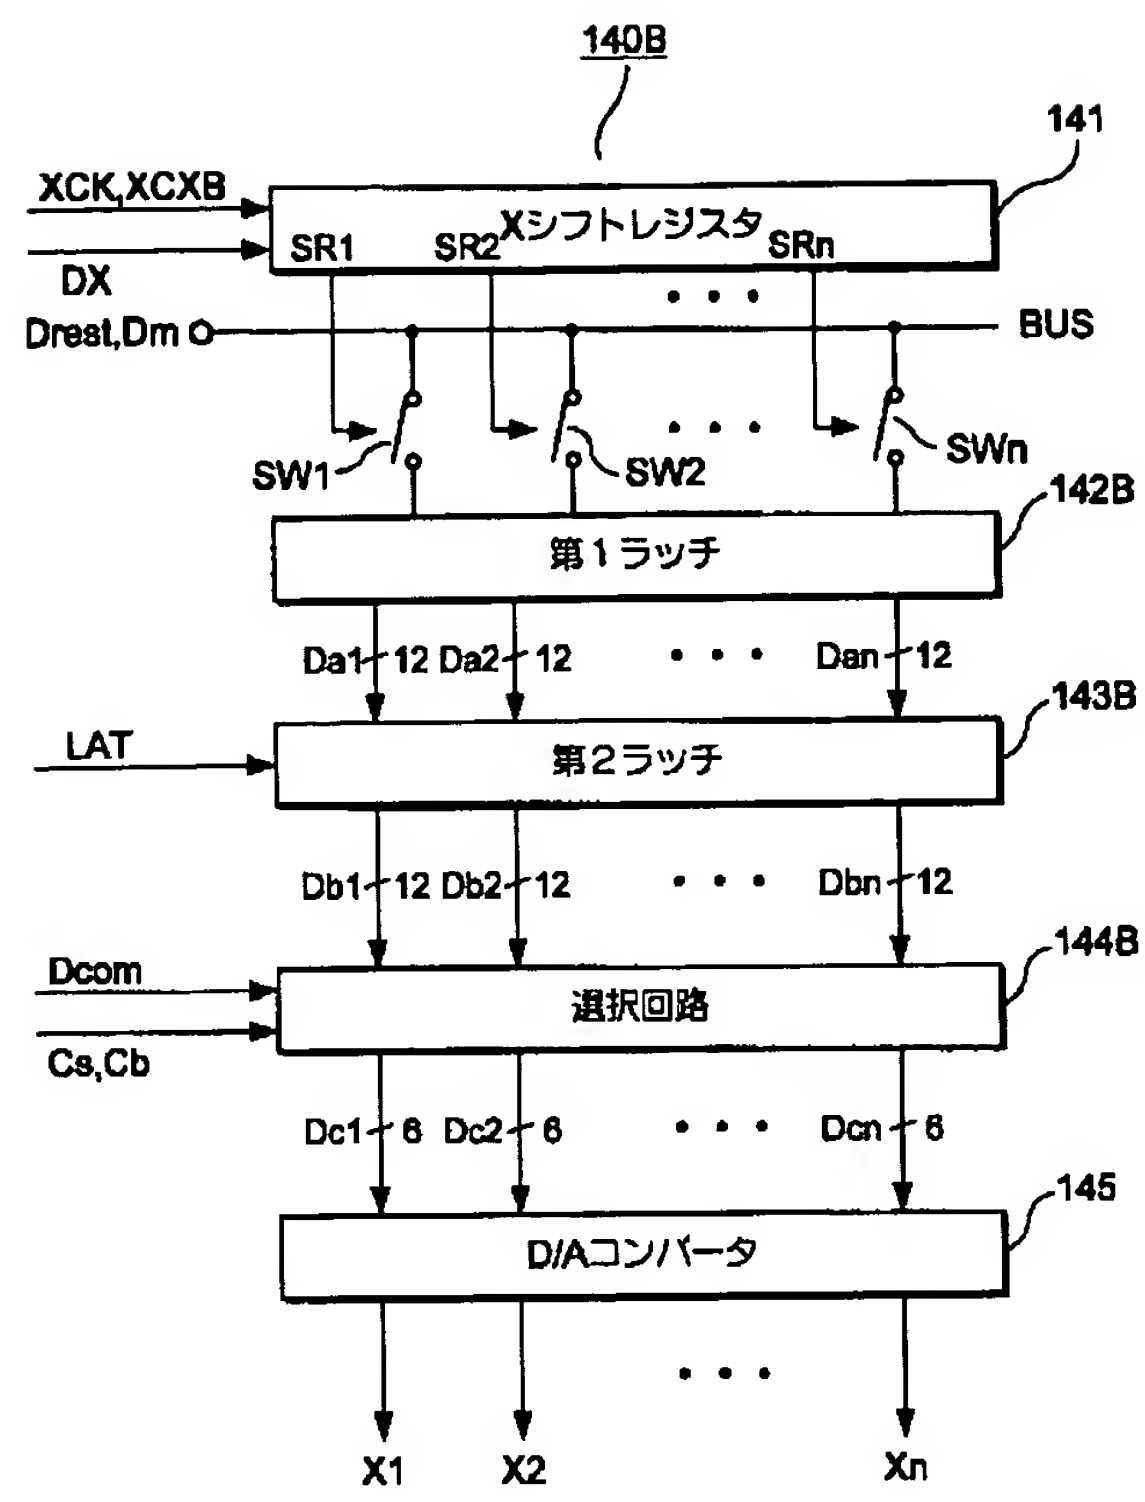 140B
141
XCK,XCXB
Xシフトレジスタ
SR1 SR2 SRn
DX
Drest,Dm
BUS
SW1 SW2 SWn
142B
第1ラッチ
Da1 12 Da2 12 Dan 12
143B
LAT
第2ラッチ
Db1 12 Db2 12 Dbn 12
144B
Dcom
選択回路
Cs,Cb
Dc1 6 Dc2 6 Dcn 6
145
D/Aコンバータ
X1 X2 Xn